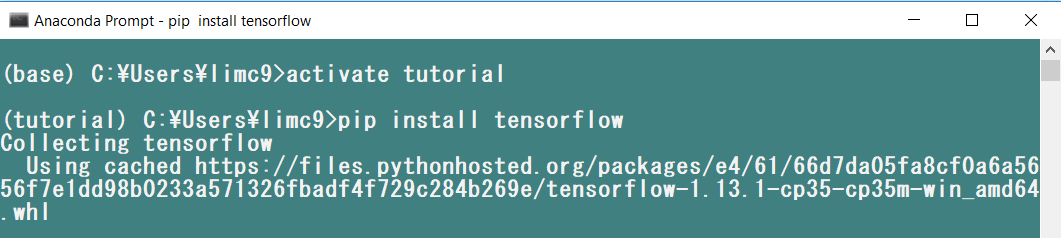 Anaconda Prompt - pip  install tensorflow
(base) C:¥Users¥limc9>activate tutorial
(tutorial) C:¥Users¥limc9>pip install tensorflow
Collecting tensorflow
  Using cached https://files.pythonhosted.org/packages/e4/61/66d7da05fa8cf0a6a56
56f7e1dd98b0233a571326fbadf4f729c284b269e/tensorflow-1.13.1-cp35-cp35m-win_amd64
.whl